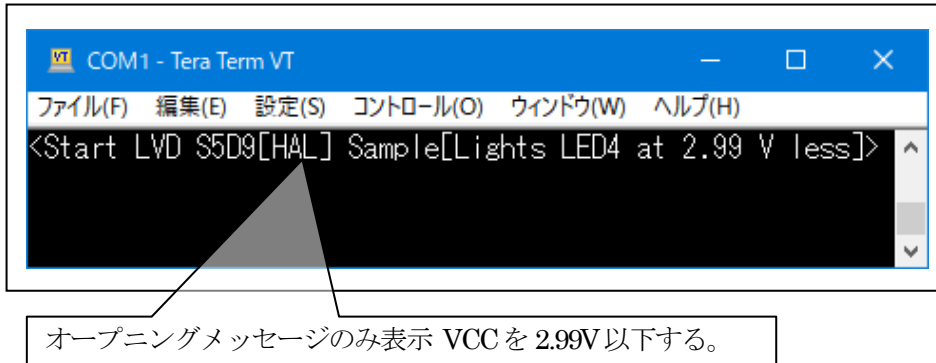 COM1 - Tera Term VT
ファイル(F) 編集(E) 設定(S) コントロール(O) ウィンドウ(W) ヘルプ(H)
<Start LVD S5D9[HAL] Sample[Lights LED4 at 2.99 V less]>
オープニングメッセージのみ表示 VCCを2.99V以下する。